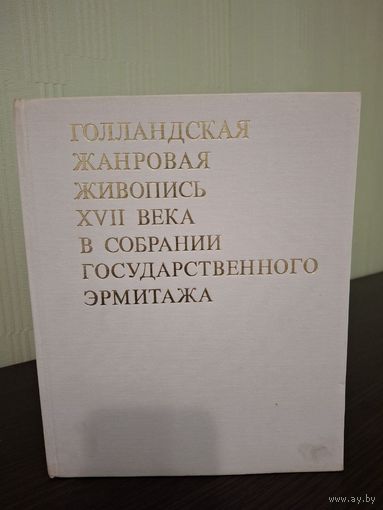 ГОЛЛАНДСКАЯ
ЖАНРОВАЯ
ЖИВОПИСЬ
XVII ВЕКА
В СОБРАНИИ
ГОСУДАРСТВЕННОГО
ЭРМИТАЖА
www.ay.by